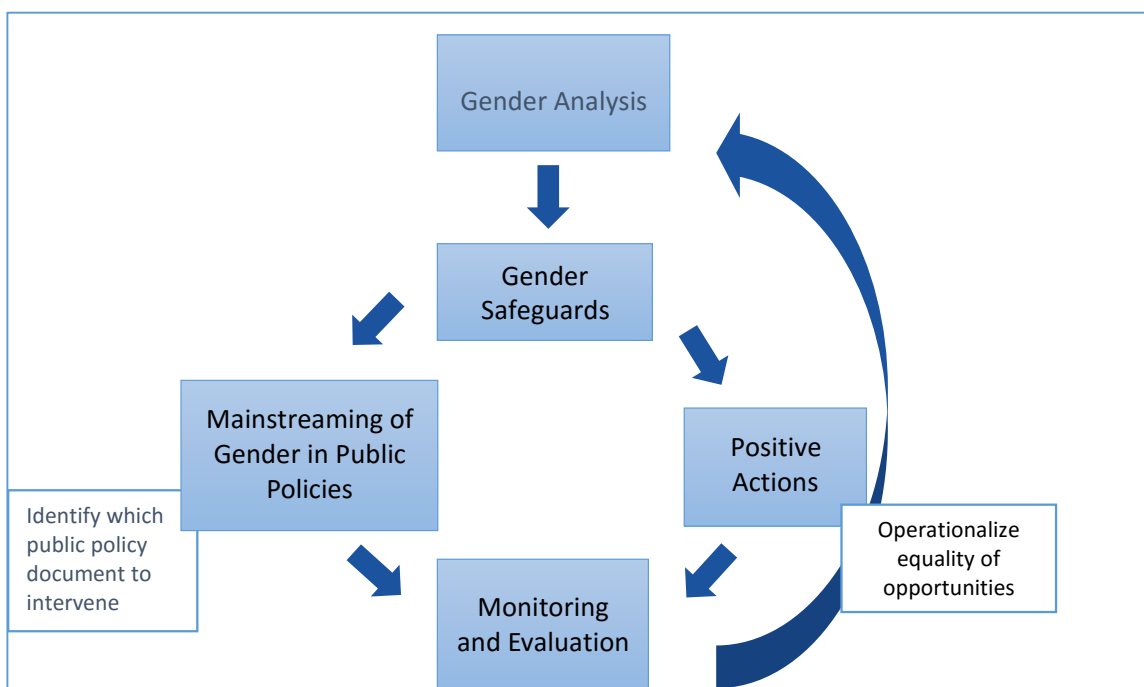 Gender Analysis
Gender
Safeguards
Mainstreaming of
Gender in Public
Policies
Positive
Actions
Identify which
public policy
document to
intervene
Operationalize
equality of
opportunities
Monitoring
and Evaluation